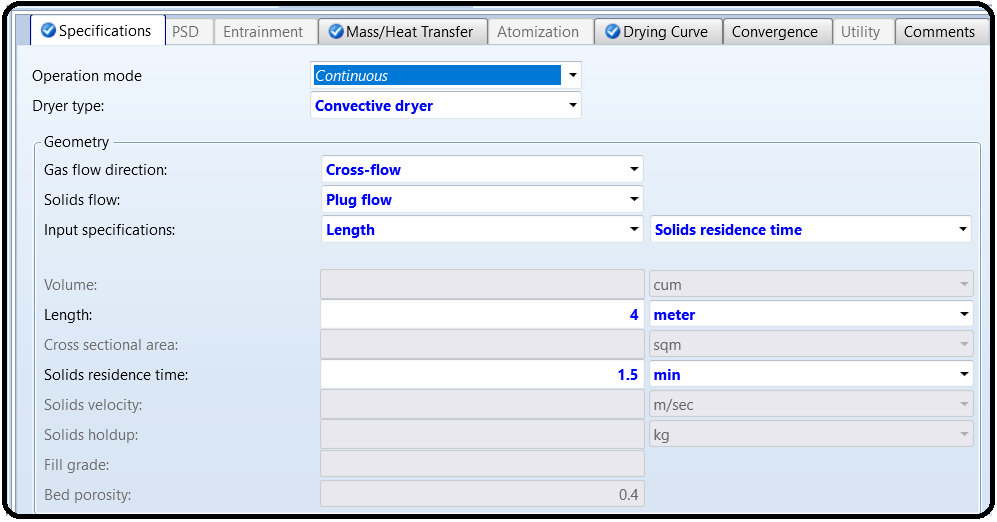 Specifications PSD Entrainment Mass/Heat Transfer Atomization Drying Curve Convergence Utility Comments
Operation mode Continuous
Dryer type: Convective dryer
Geometry
Gas flow direction: Cross-flow
Solids flow: Plug flow
Input specifications: Length Solids residence time
Volume: cum
Length: 4 meter
Cross sectional area: sqm
Solids residence time: 1.5 min
Solids velocity: m/sec
Solids holdup: kg
Fill grade:
Bed porosity: 0.4